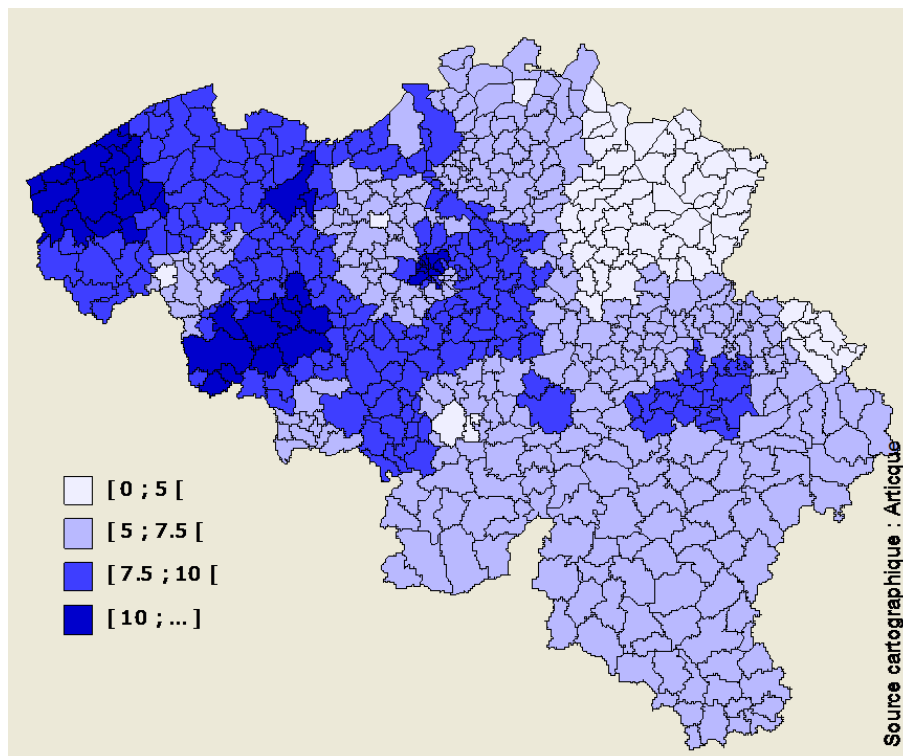 [ 0 ; 5 [
[ 5 ; 7.5 [
[ 7.5 ; 10 [
[ 10 ; ... ]
Source cartographique : Articque